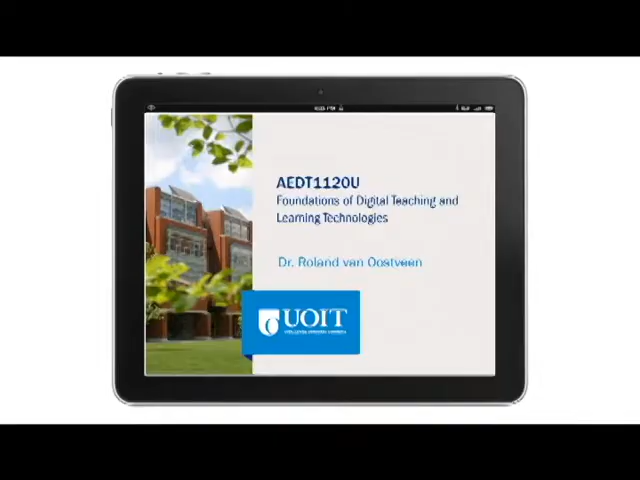 AEDT1120U
Foundations of Digital Teaching and
Learning Technologies
Dr. Roland van Oostveen
UOIT